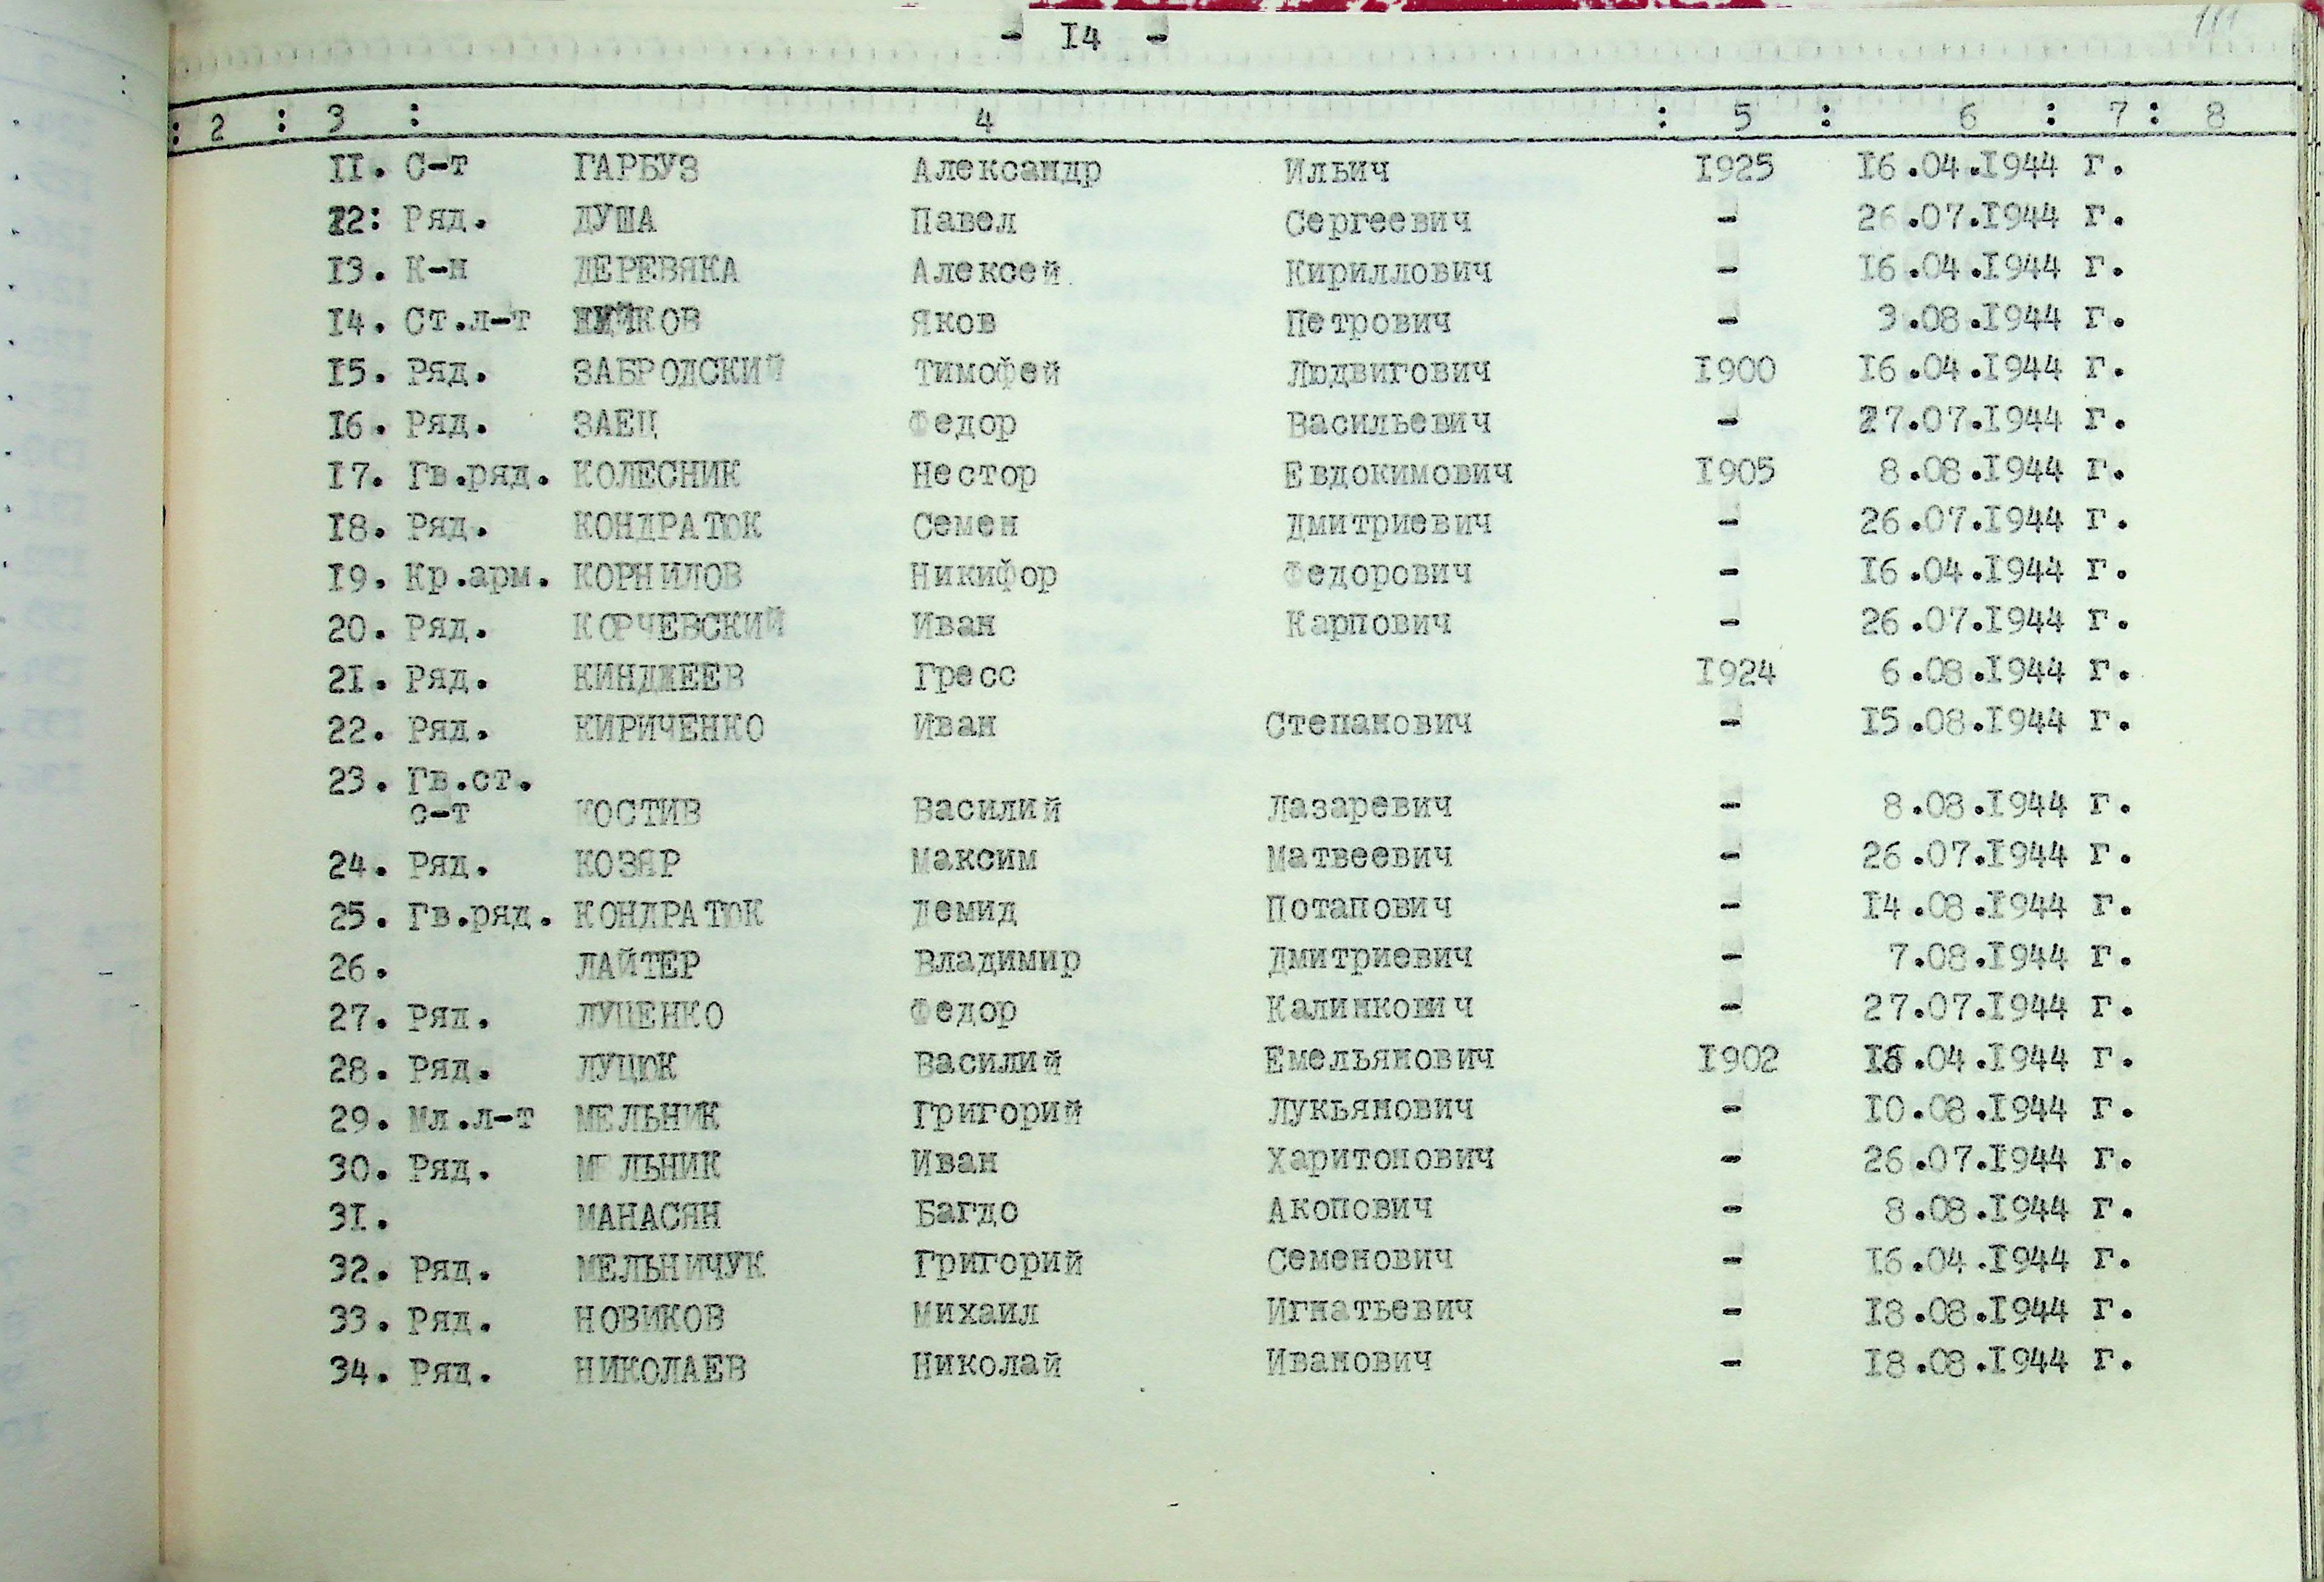 - 14 -
: 2 : 3 : 4 : 5 : 6 : 7 : 8
11. С-т ГАРБУЗ Александр Ильич 1925 16.04.1944 г.
12: Ряд. ДУША Павел Сергеевич - 26.07.1944 г.
13. К-н ДЕРЕВЯКА Алексей Кириллович - 16.04.1944 г.
14. Ст.л-т Яков Петрович - 3.08.1944 г.
15. Ряд. ЗАБРОДСКИЙ Тимофей Людвигович 1900 16.04.1944 г.
16. Ряд. ЗАЕЦ Федор Васильевич - 27.07.1944 г.
17. Гв.ряд. КОЛЕСНИК Нестор Евдокимович 1905 8.08.1944 г.
18. Ряд. КОНДРАТЮК Семен Дмитриевич - 26.07.1944 г.
19. Кр.арм. КОРНИЛОВ Никифор Федорович - 16.04.1944 г.
20. Ряд. КОРЧЕВСКИЙ Иван Карпович - 26.07.1944 г.
21. Ряд. КИНДЖЕЕВ Гресс 1924 6.08.1944 г.
22. Ряд. КИРИЧЕНКО Иван Степанович - 15.08.1944 г.
23. Гв.ст.
с-т КОСТИВ Василий Лазаревич - 8.08.1944 г.
24. Ряд. КОЗЯР Максим Матвеевич - 26.07.1944 г.
25. Гв.ряд. КОНДРАТЮК Демид Потапович - 14.08.1944 г.
26. ЛАЙТЕР Владимир Дмитриевич - 7.08.1944 г.
27. Ряд. ЛУЦЕНКО Федор Калинкович - 27.07.1944 г.
28. Ряд. ЛУЦЮК Василий Емельянович 1902 16.04.1944 г.
29. Мл.л-т МЕЛЬНИК Григорий Лукьянович - 10.08.1944 г.
30. Ряд. МЕЛЬНИК Иван Харитонович - 26.07.1944 г.
31. МАНАСЯН Багдо Акопович - 8.08.1944 г.
32. Ряд. МЕЛЬНИЧУК Григорий Семенович - 16.04.1944 г.
33. Ряд. НОВИКОВ Михаил Игнатьевич - 18.08.1944 г.
34. Ряд. НИКОЛАЕВ Николай Иванович - 18.08.1944 г.